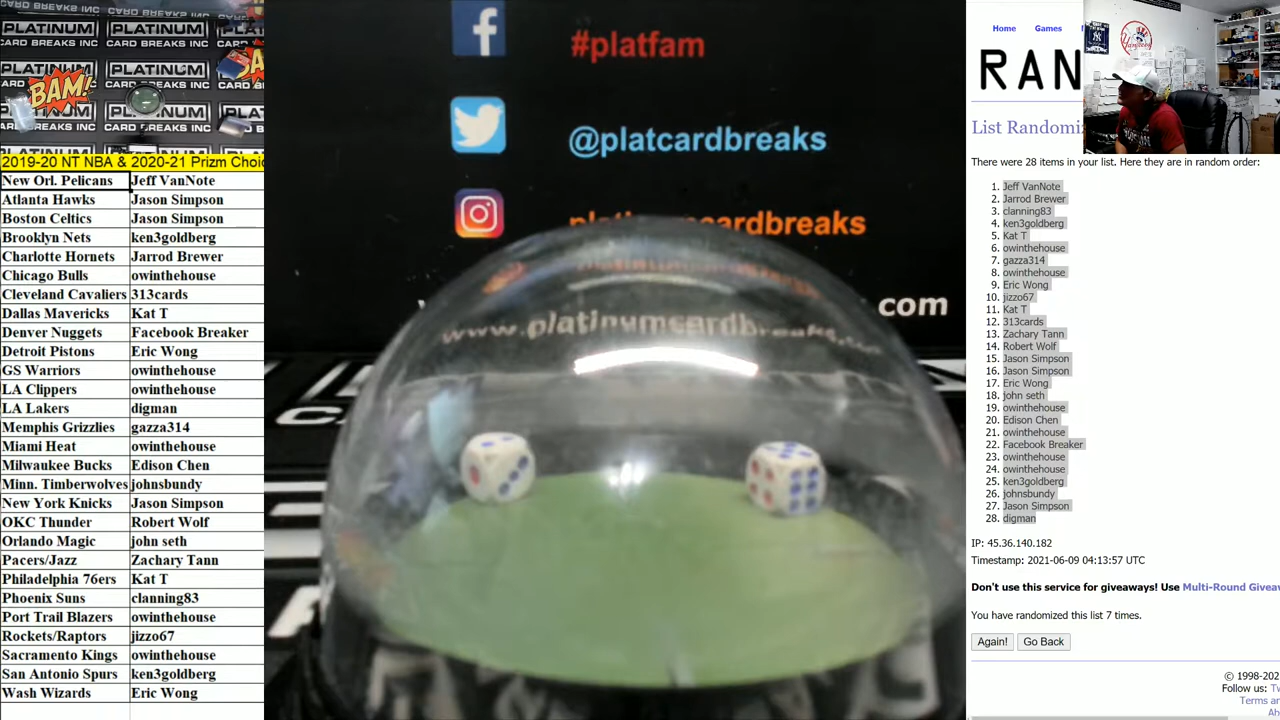 PLATINUM
CARD BREAKS INC
BAM!
2019-20 NT NBA & 2020-21 Prizm Choic
New Orl. Pelicans Jeff VanNote
Atlanta Hawks Jason Simpson
Boston Celtics Jason Simpson
Brooklyn Nets ken3goldberg
Charlotte Hornets Jarrod Brewer
Chicago Bulls owinthehouse
Cleveland Cavaliers 313cards
Dallas Mavericks Kat T
Denver Nuggets Facebook Breaker
Detroit Pistons Eric Wong
GS Warriors owinthehouse
LA Clippers owinthehouse
LA Lakers digman
Memphis Grizzlies gazza314
Miami Heat owinthehouse
Milwaukee Bucks Edison Chen
Minn. Timberwolves johnsbundy
New York Knicks Jason Simpson
OKC Thunder Robert Wolf
Orlando Magic john seth
Pacers/Jazz Zachary Tann
Philadelphia 76ers Kat T
Phoenix Suns clanning83
Port Trail Blazers owinthehouse
Rockets/Raptors jizzo67
Sacramento Kings owinthehouse
San Antonio Spurs ken3goldberg
Wash Wizards Eric Wong
#platfam
@platcardbreaks
platinumcardbreaks
www.platinumcardbreaks.com
Home Games
RAN
List Randomi
There were 28 items in your list. Here they are in random order:
1. Jeff VanNote
2. Jarrod Brewer
3. clanning83
4. ken3goldberg
5. Kat T
6. owinthehouse
7. gazza314
8. owinthehouse
9. Eric Wong
10. jizzo67
11. Kat T
12. 313cards
13. Zachary Tann
14. Robert Wolf
15. Jason Simpson
16. Jason Simpson
17. Eric Wong
18. john seth
19. owinthehouse
20. Edison Chen
21. owinthehouse
22. Facebook Breaker
23. owinthehouse
24. owinthehouse
25. ken3goldberg
26. johnsbundy
27. Jason Simpson
28. digman
IP: 45.36.140.182
Timestamp: 2021-06-09 04:13:57 UTC
Don't use this service for giveaways! Use Multi-Round Giveaw
You have randomized this list 7 times.
Again! Go Back
© 1998-202
Follow us: Tw
Terms an
Ab